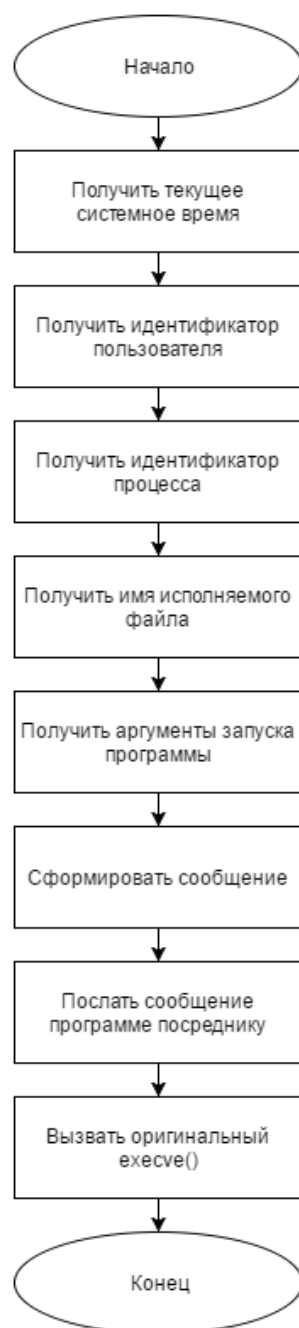 Начало
Получить текущее
системное время
Получить идентификатор
пользователя
Получить идентификатор
процесса
Получить имя исполняемого
файла
Получить аргументы запуска
программы
Сформировать сообщение
Послать сообщение
программе посреднику
Вызвать оригинальный
execve()
Конец